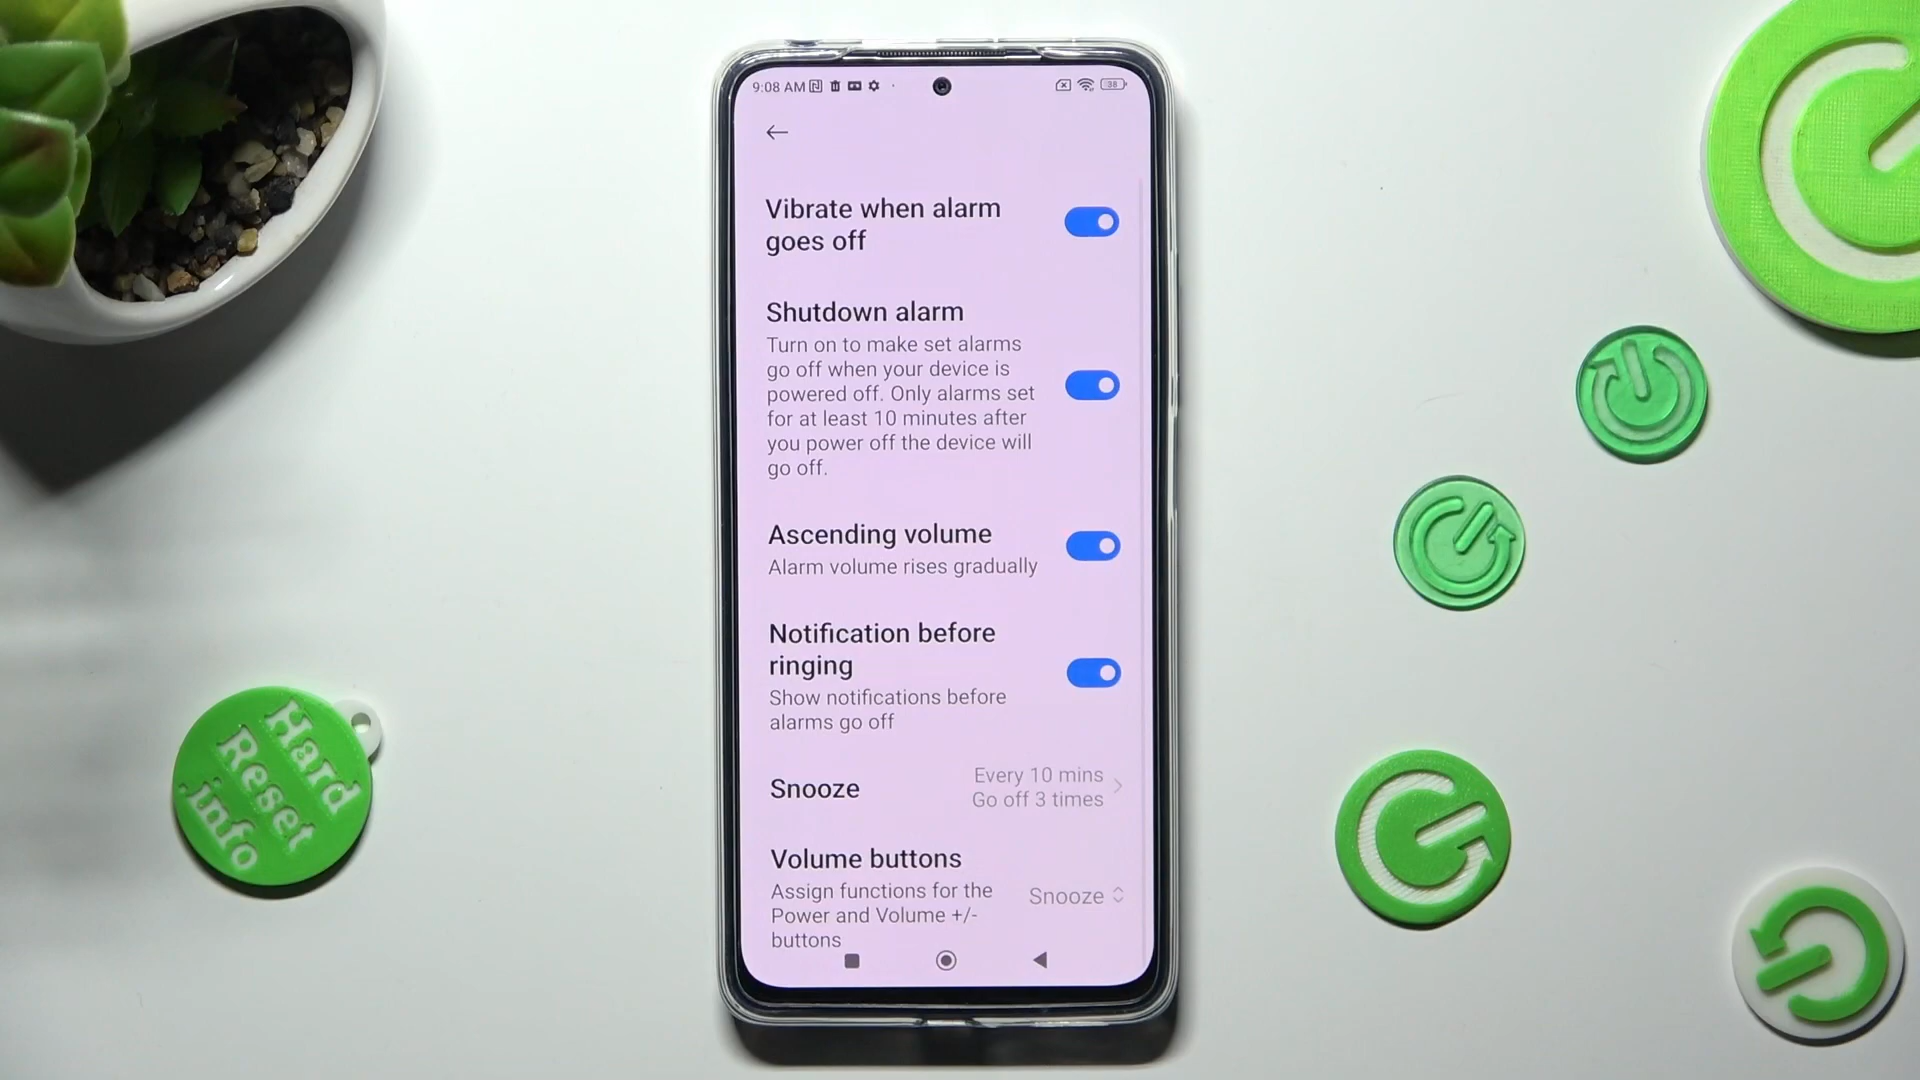 9:08 AM
38
Vibrate when alarm
goes off
Shutdown alarm
Turn on to make set alarms
go off when your device is
powered off. Only alarms set
for at least 10 minutes after
you power off the device will
go off.
Ascending volume
Alarm volume rises gradually
Notification before
ringing
Show notifications before
alarms go off
Snooze
Every 10 mins
Go off 3 times
Volume buttons
Assign functions for the
Power and Volume +/-
buttons
Snooze
Hard
Reset
.info